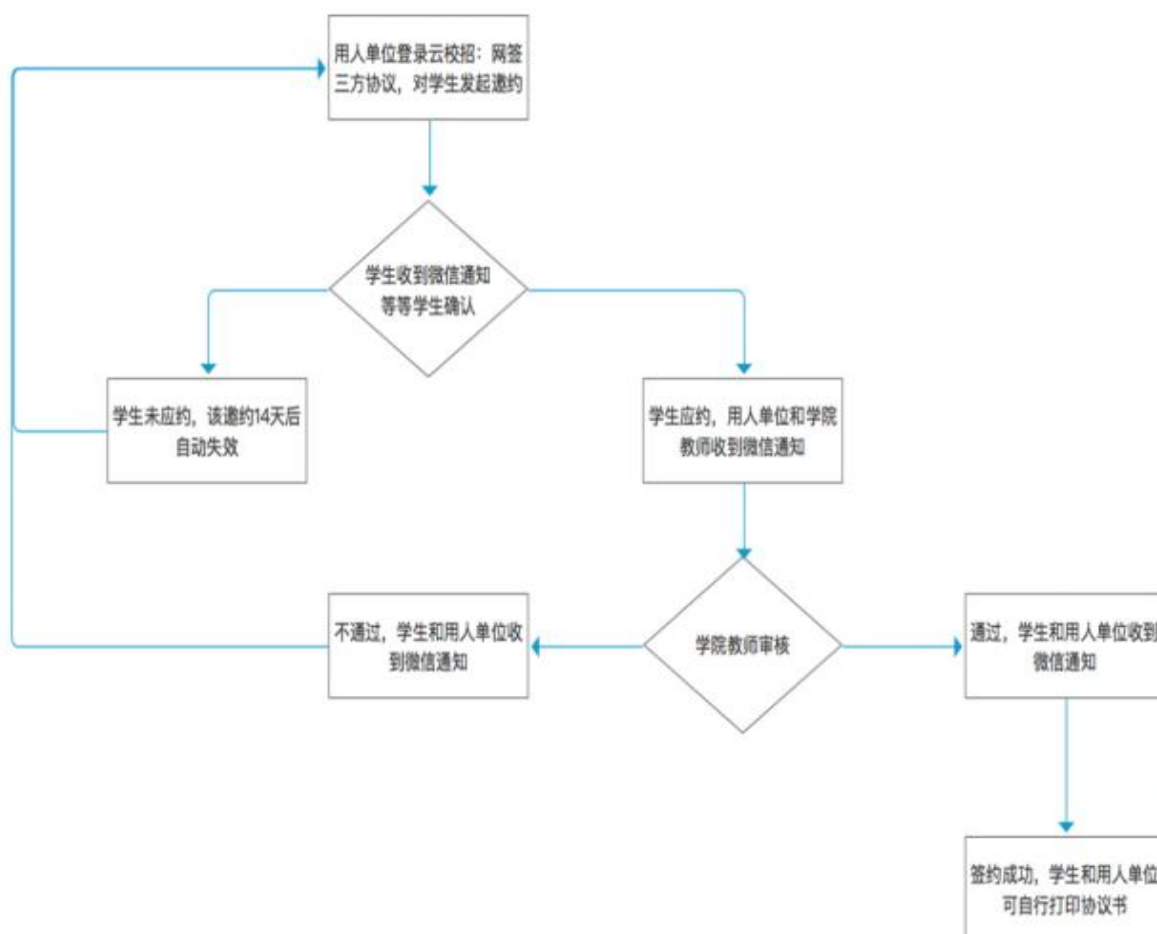 用人单位登录云校招：网签
三方协议，对学生发起邀约
学生收到微信通知
等等学生确认
学生未应约，该邀约14天后
自动失效
学生应约，用人单位和学院
教师收到微信通知
不通过，学生和用人单位收
到微信通知
学院教师审核
通过，学生和用人单位收到
微信通知
签约成功，学生和用人单位
可自行打印协议书